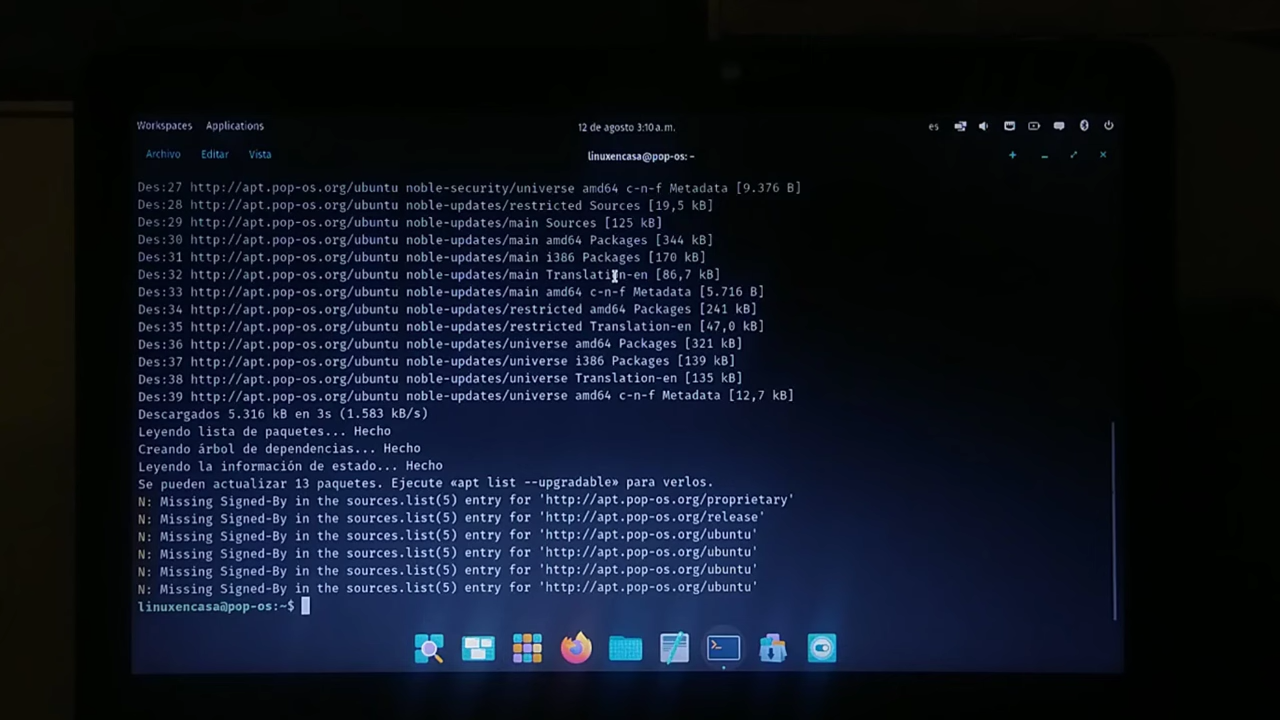 Workspaces Applications
12 de agosto 3:10 a.m.
es
Archivo Editar Vista
linuxencasa@pop-os: ~
Des:27 http://apt.pop-os.org/ubuntu noble-security/universe amd64 c-n-f Metadata [9.376 B]
Des:28 http://apt.pop-os.org/ubuntu noble-updates/restricted Sources [19,5 kB]
Des:29 http://apt.pop-os.org/ubuntu noble-updates/main Sources [125 kB]
Des:30 http://apt.pop-os.org/ubuntu noble-updates/main amd64 Packages [344 kB]
Des:31 http://apt.pop-os.org/ubuntu noble-updates/main i386 Packages [170 kB]
Des:32 http://apt.pop-os.org/ubuntu noble-updates/main Translation-en [86,7 kB]
Des:33 http://apt.pop-os.org/ubuntu noble-updates/main amd64 c-n-f Metadata [5.716 B]
Des:34 http://apt.pop-os.org/ubuntu noble-updates/restricted amd64 Packages [241 kB]
Des:35 http://apt.pop-os.org/ubuntu noble-updates/restricted Translation-en [47,0 kB]
Des:36 http://apt.pop-os.org/ubuntu noble-updates/universe amd64 Packages [321 kB]
Des:37 http://apt.pop-os.org/ubuntu noble-updates/universe i386 Packages [139 kB]
Des:38 http://apt.pop-os.org/ubuntu noble-updates/universe Translation-en [135 kB]
Des:39 http://apt.pop-os.org/ubuntu noble-updates/universe amd64 c-n-f Metadata [12,7 kB]
Descargados 5.316 kB en 3s (1.583 kB/s)
Leyendo lista de paquetes... Hecho
Creando árbol de dependencias... Hecho
Leyendo la información de estado... Hecho
Se pueden actualizar 13 paquetes. Ejecute «apt list --upgradable» para verlos.
N: Missing Signed-By in the sources.list(5) entry for 'http://apt.pop-os.org/proprietary'
N: Missing Signed-By in the sources.list(5) entry for 'http://apt.pop-os.org/release'
N: Missing Signed-By in the sources.list(5) entry for 'http://apt.pop-os.org/ubuntu'
N: Missing Signed-By in the sources.list(5) entry for 'http://apt.pop-os.org/ubuntu'
N: Missing Signed-By in the sources.list(5) entry for 'http://apt.pop-os.org/ubuntu'
N: Missing Signed-By in the sources.list(5) entry for 'http://apt.pop-os.org/ubuntu'
linuxencasa@pop-os:~$